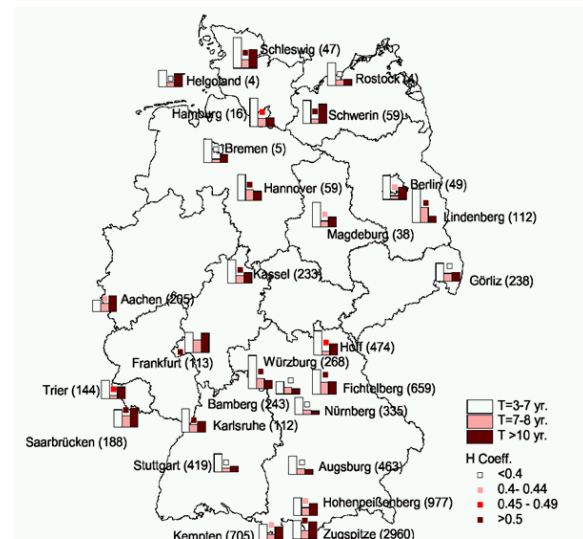 Schleswig (47)
Helgoland (4)
Rostock (4)
Hamburg (16)
Schwerin (59)
Bremen (5)
Berlin (49)
Hannover (59)
Lindenberg (112)
Magdeburg (38)
Kassel (233)
Görliz (238)
Aachen (205)
Hoff (474)
Frankfurt (113)
Würzburg (268)
Trier (144)
Fichtelberg (659)
Bamberg (243)
Nürnberg (335)
Karlsruhe (112)
Saarbrücken (188)
Stuttgart (419)
Augsburg (463)
Hohenpeißenberg (977)
Kempten (705)
Zugspitze (2960)
T=3-7 yr.
T=7-8 yr.
T >10 yr.
H Coeff.
<0.4
0.4- 0.44
0.45 - 0.49
>0.5